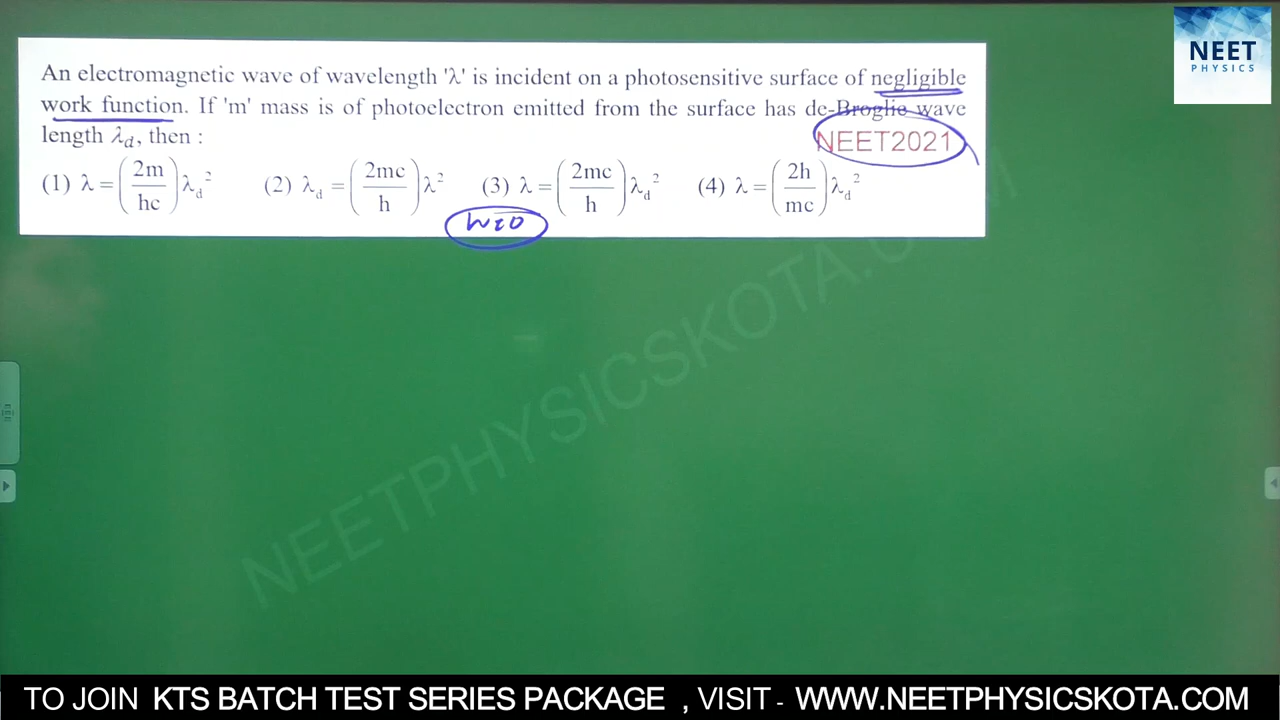 NEET
PHYSICS
An electromagnetic wave of wavelength 'λ' is incident on a photosensitive surface of negligible
work function. If 'm' mass is of photoelectron emitted from the surface has de-Broglie wave
length λd, then :
NEET2021
(1) λ = (2m/hc) λd² (2) λd = (2mc/h) λ² (3) λ = (2mc/h) λd² (4) λ = (2h/mc) λd²
W=0
NEETPHYSICSKOTA.COM
TO JOIN KTS BATCH TEST SERIES PACKAGE , VISIT - WWW.NEETPHYSICSKOTA.COM